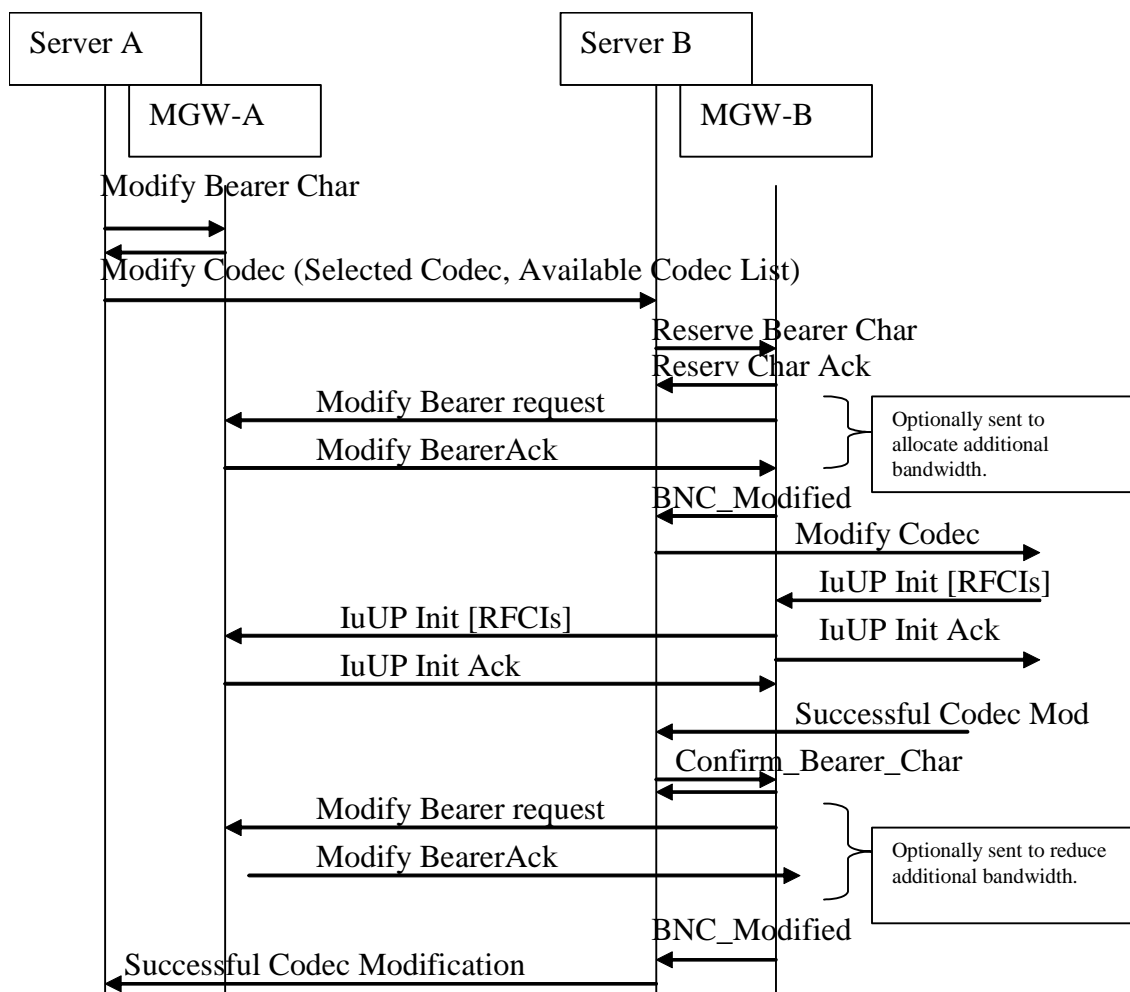 Server A
Server B
MGW-A
MGW-B
Modify Bearer Char
Modify Codec (Selected Codec, Available Codec List)
Reserve Bearer Char
Reserv Char Ack
Modify Bearer request
Optionally sent to
allocate additional
bandwidth.
Modify BearerAck
BNC_Modified
Modify Codec
IuUP Init [RFCIs]
IuUP Init [RFCIs]
IuUP Init Ack
IuUP Init Ack
Successful Codec Mod
Confirm_Bearer_Char
Modify Bearer request
Modify BearerAck
Optionally sent to reduce
additional bandwidth.
BNC_Modified
Successful Codec Modification